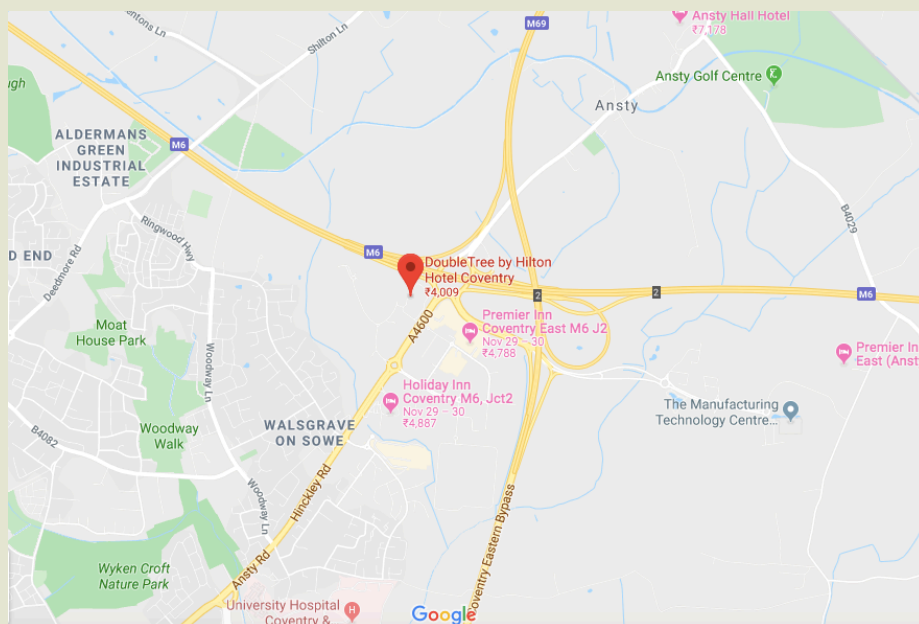 entons Ln
Shilton Ln
M69
Ansty Hall Hotel
₹7,178
Ansty Golf Centre
Ansty
ough
ALDERMANS
GREEN
INDUSTRIAL
ESTATE
M6
B4029
Ringwood Hwy
D END
Deedmore Rd
M6
DoubleTree by Hilton
Hotel Coventry
₹4,009
2
2
M6
A4600
Premier Inn
Coventry East M6 J2
Nov 29 – 30
₹4,788
Moat
House Park
Woodway Ln
Premier In
East (Anst
Holiday Inn
Coventry M6, Jct2
Nov 29 – 30
₹4,887
The Manufacturing
Technology Centre...
B4082
Woodway
Walk
WALSGRAVE
ON SOWE
Hinckley Rd
Woodway Ln
Coventry Eastern Bypass
Ansty Rd
Wyken Croft
Nature Park
University Hospital
Coventry &
H
Google